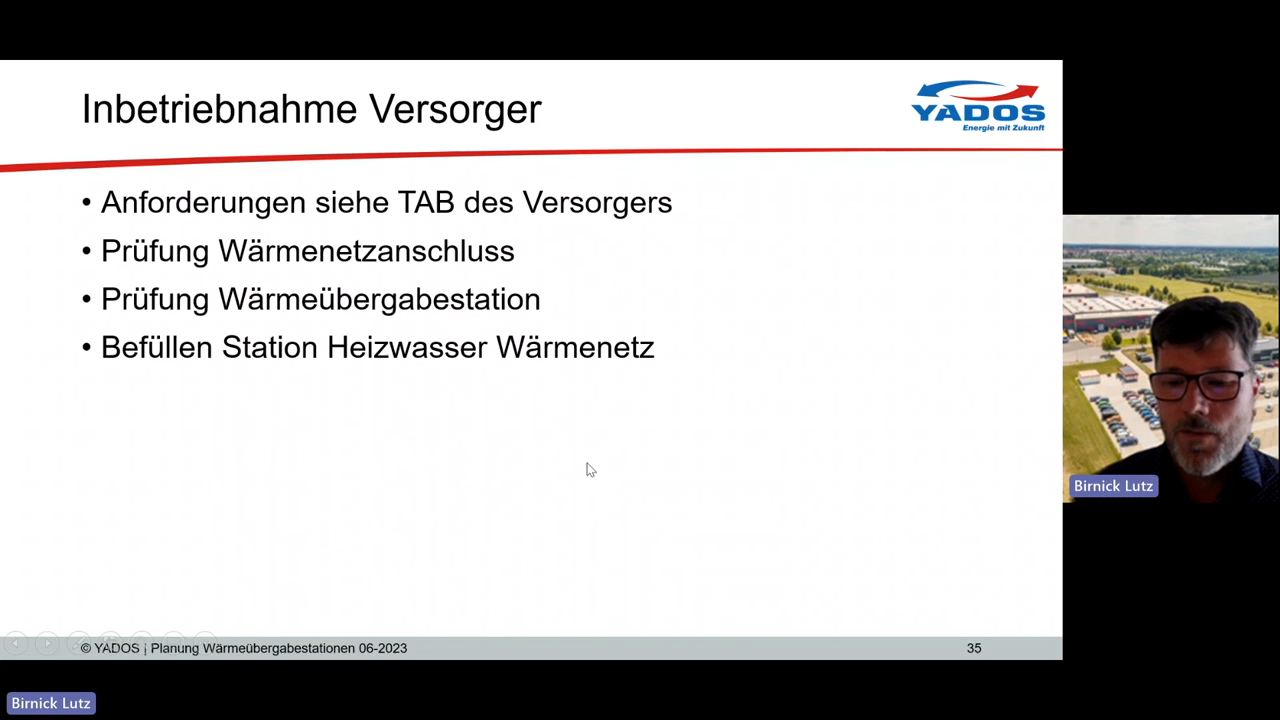 Inbetriebnahme Versorger
YADOS
Energie mit Zukunft
• Anforderungen siehe TAB des Versorgers
• Prüfung Wärmenetzanschluss
• Prüfung Wärmeübergabestation
• Befüllen Station Heizwasser Wärmenetz
Birnick Lutz
© YADOS | Planung Wärmeübergabestationen 06-2023
35
Birnick Lutz